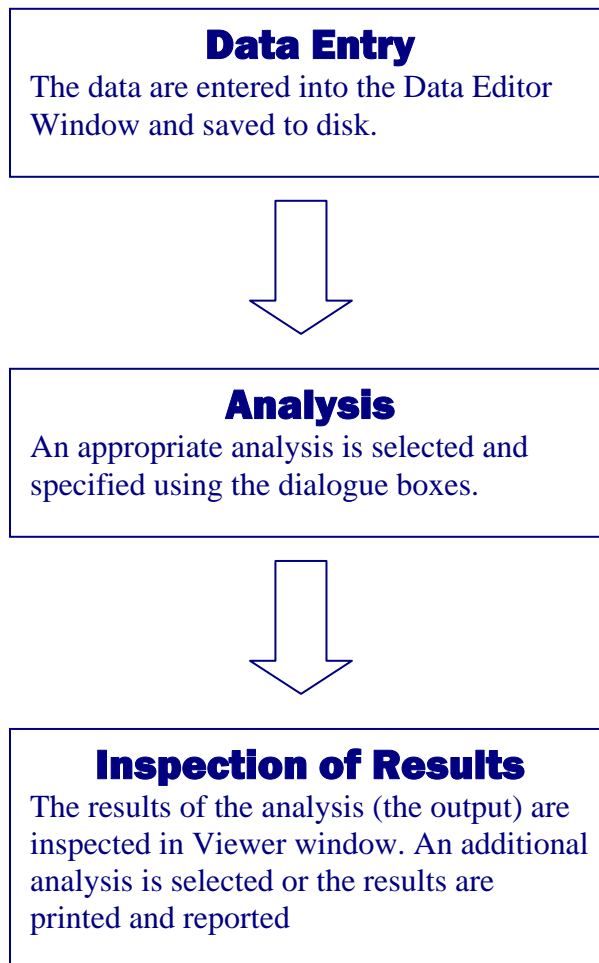 Data Entry
The data are entered into the Data Editor
Window and saved to disk.
Analysis
An appropriate analysis is selected and
specified using the dialogue boxes.
Inspection of Results
The results of the analysis (the output) are
inspected in Viewer window. An additional
analysis is selected or the results are
printed and reported